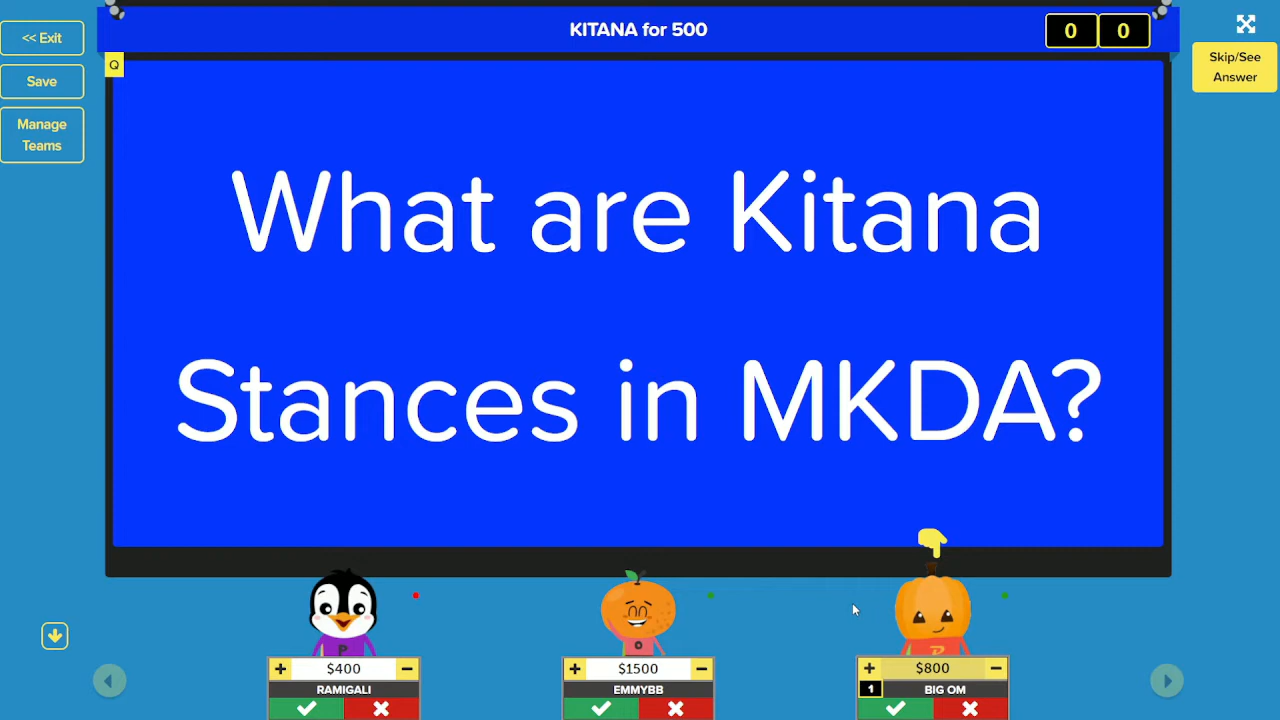 << Exit
KITANA for 500
0 0
Skip/See
Answer
Save
Q
Manage
Teams
What are Kitana
Stances in MKDA?
P
O
P
+ $400 −
+ $1500 −
+ $800 −
RAMIGALI
EMMYBB
1 BIG OM